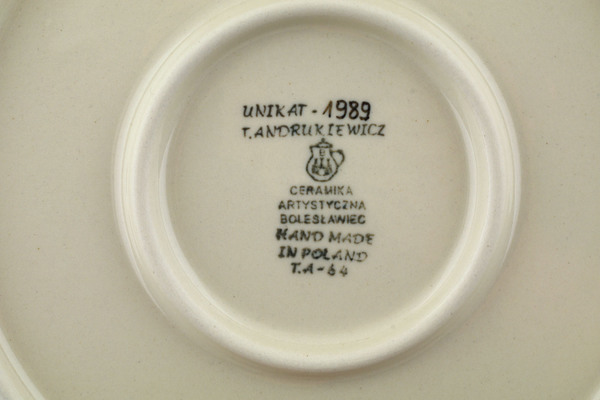 UNIKAT - 1989
T. ANDRUKIEWICZ
CERAMIKA
ARTYSTYCZNA
BOLESŁAWIEC
HAND MADE
IN POLAND
T.A-64